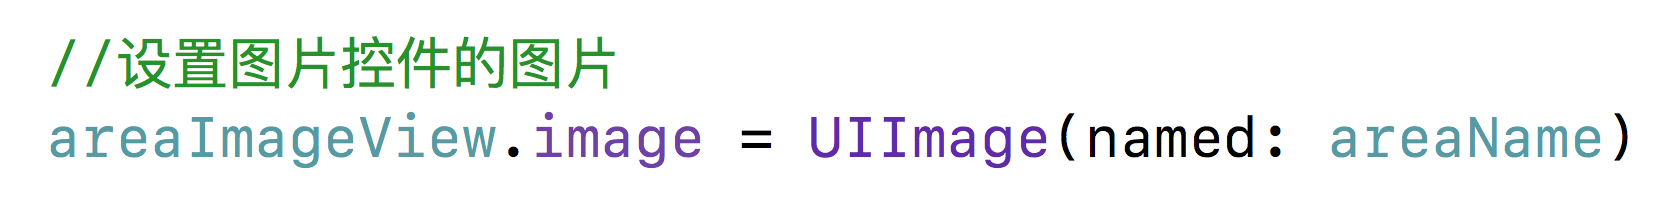 //设置图片控件的图片
areaImageView.image = UIImage(named: areaName)